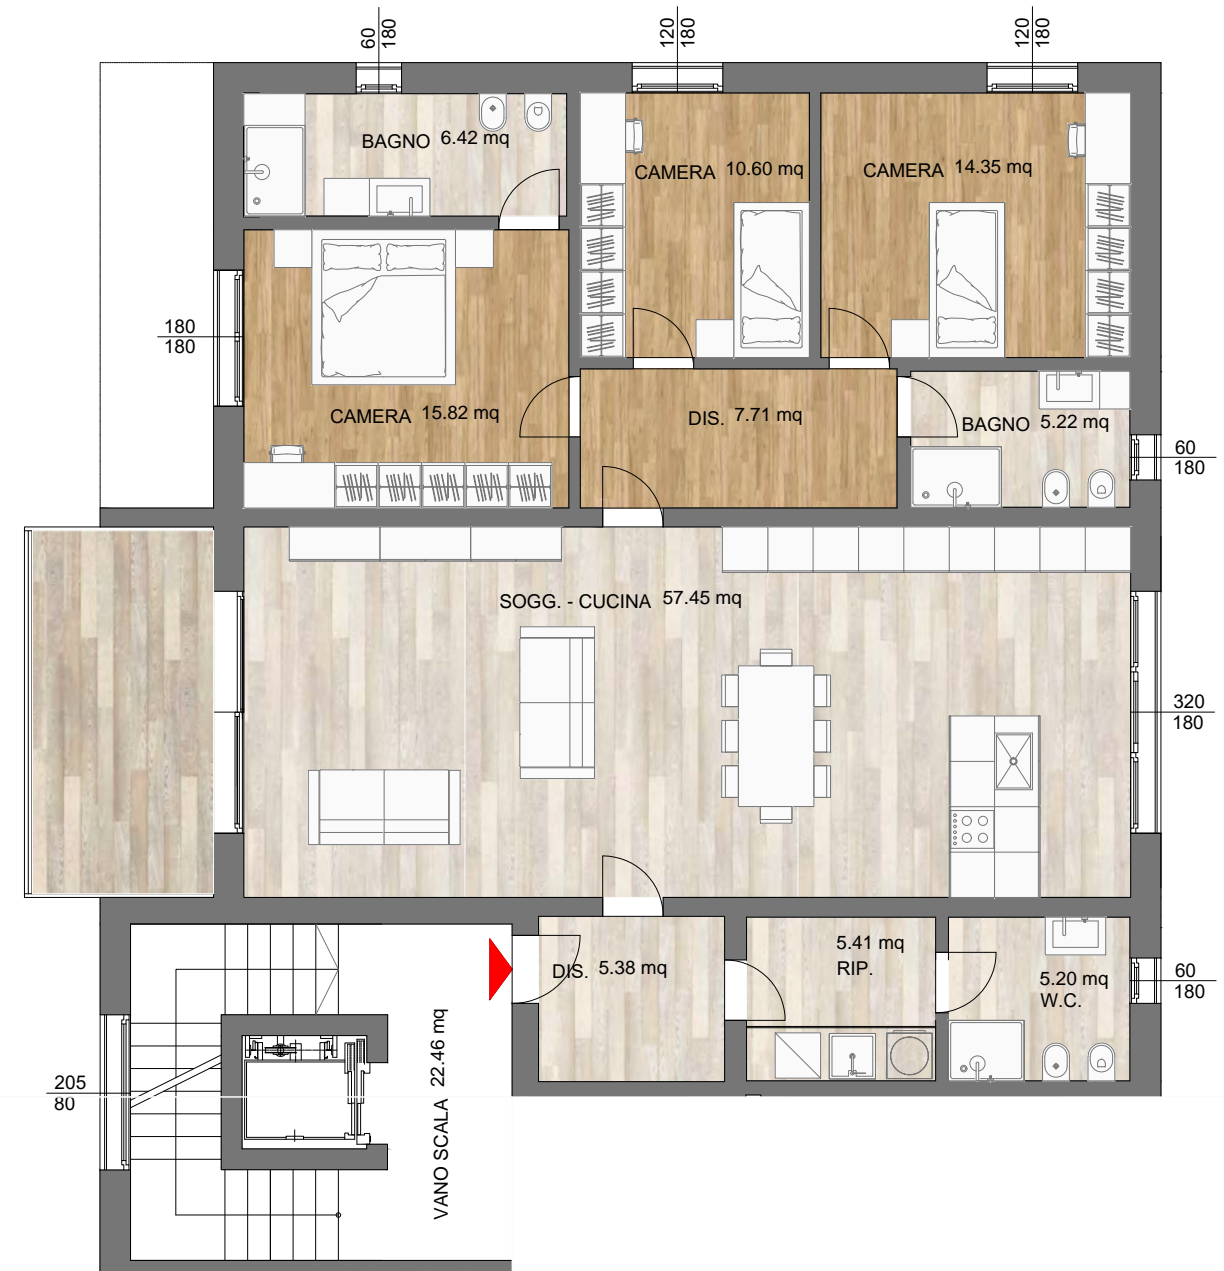 60
180
120
180
120
180
BAGNO 6.42 mq
CAMERA 10.60 mq
CAMERA 14.35 mq
180
180
CAMERA 15.82 mq
DIS. 7.71 mq
BAGNO 5.22 mq
60
180
SOGG. - CUCINA 57.45 mq
320
180
DIS. 5.38 mq
5.41 mq
RIP.
5.20 mq
W.C.
60
180
205
80
VANO SCALA 22.46 mq